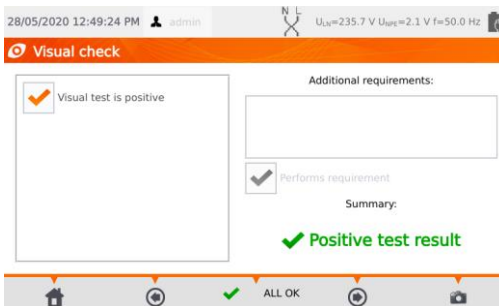 28/05/2020 12:49:24 PM admin N L U_LN=235.7 V U_NPE=2.1 V f=50.0 Hz
Visual check
Visual test is positive
Additional requirements:
Performs requirement
Summary:
Positive test result
ALL OK